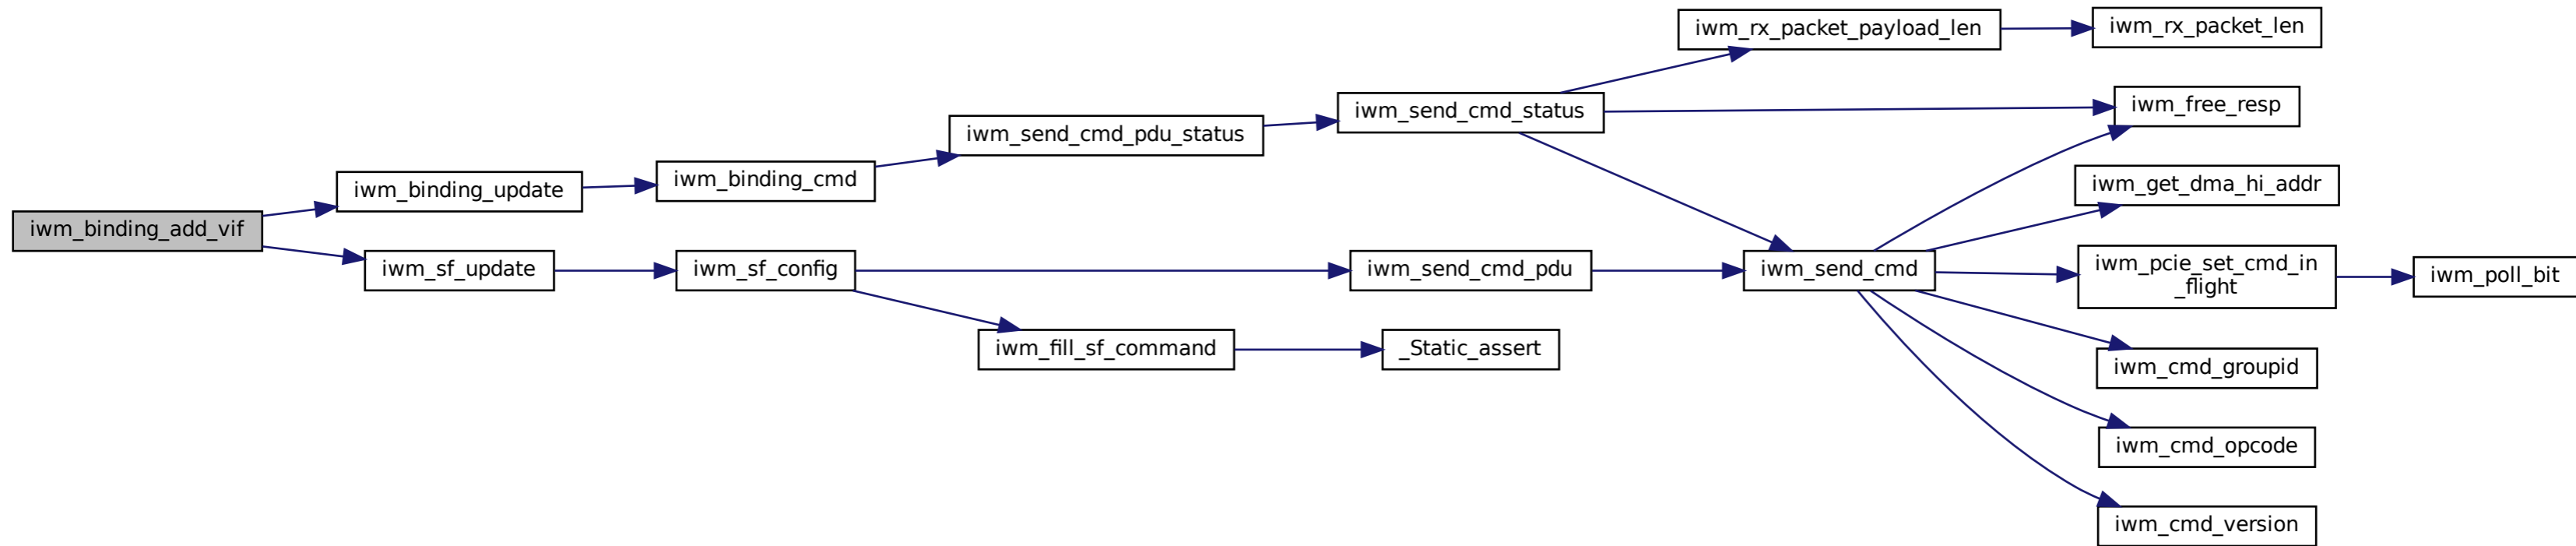 iwm_binding_add_vif
iwm_binding_update
iwm_sf_update
iwm_binding_cmd
iwm_sf_config
iwm_send_cmd_pdu_status
iwm_fill_sf_command
iwm_send_cmd_status
iwm_send_cmd_pdu
_Static_assert
iwm_rx_packet_payload_len
iwm_send_cmd
iwm_rx_packet_len
iwm_free_resp
iwm_get_dma_hi_addr
iwm_pcie_set_cmd_in
_flight
iwm_cmd_groupid
iwm_cmd_opcode
iwm_cmd_version
iwm_poll_bit